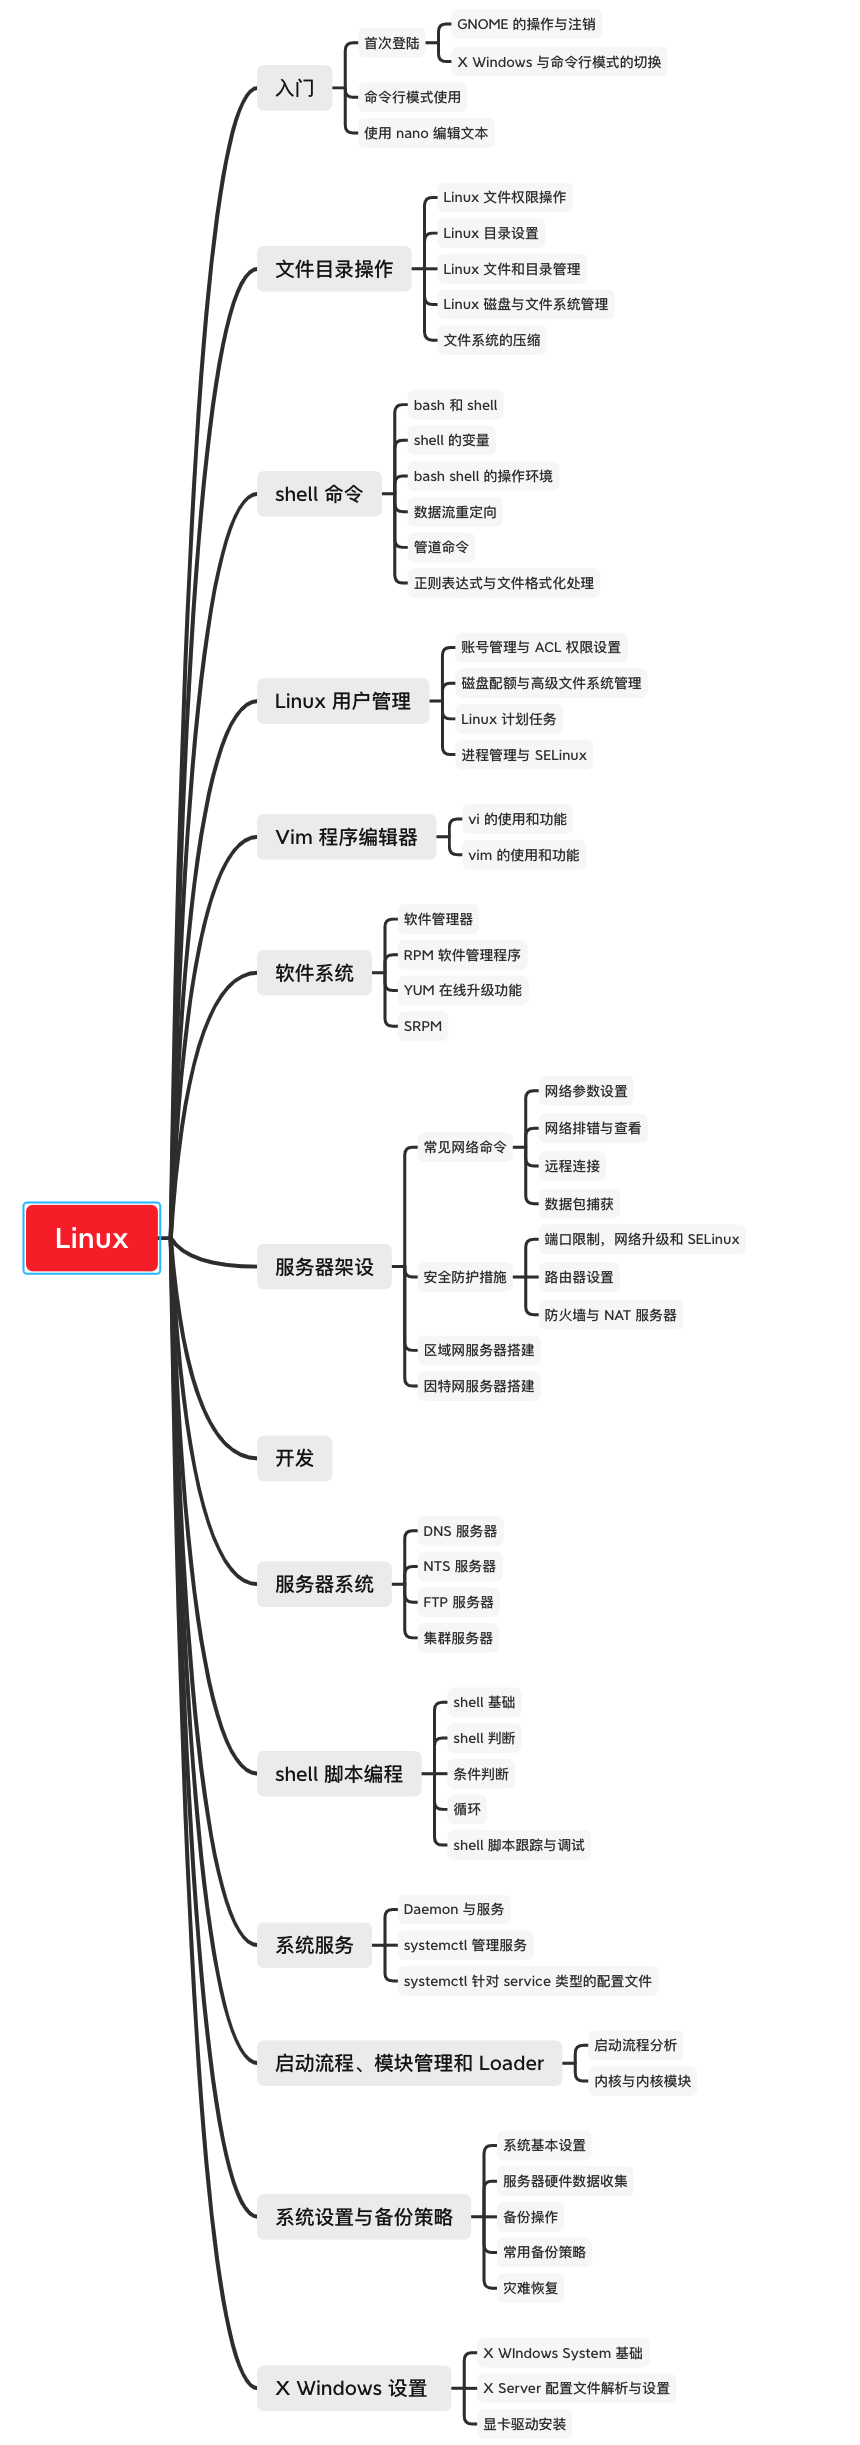 Linux
入门
首次登陆
GNOME 的操作与注销
X Windows 与命令行模式的切换
命令行模式使用
使用 nano 编辑文本
文件目录操作
Linux 文件权限操作
Linux 目录设置
Linux 文件和目录管理
Linux 磁盘与文件系统管理
文件系统的压缩
shell 命令
bash 和 shell
shell 的变量
bash shell 的操作环境
数据流重定向
管道命令
正则表达式与文件格式化处理
Linux 用户管理
账号管理与 ACL 权限设置
磁盘配额与高级文件系统管理
Linux 计划任务
进程管理与 SELinux
Vim 程序编辑器
vi 的使用和功能
vim 的使用和功能
软件系统
软件管理器
RPM 软件管理程序
YUM 在线升级功能
SRPM
服务器架设
常见网络命令
网络参数设置
网络排错与查看
远程连接
数据包捕获
安全防护措施
端口限制，网络升级和 SELinux
路由器设置
防火墙与 NAT 服务器
区域网服务器搭建
因特网服务器搭建
开发
服务器系统
DNS 服务器
NTS 服务器
FTP 服务器
集群服务器
shell 脚本编程
shell 基础
shell 判断
条件判断
循环
shell 脚本跟踪与调试
系统服务
Daemon 与服务
systemctl 管理服务
systemctl 针对 service 类型的配置文件
启动流程、模块管理和 Loader
启动流程分析
内核与内核模块
系统设置与备份策略
系统基本设置
服务器硬件数据收集
备份操作
常用备份策略
灾难恢复
X Windows 设置
X WIndows System 基础
X Server 配置文件解析与设置
显卡驱动安装